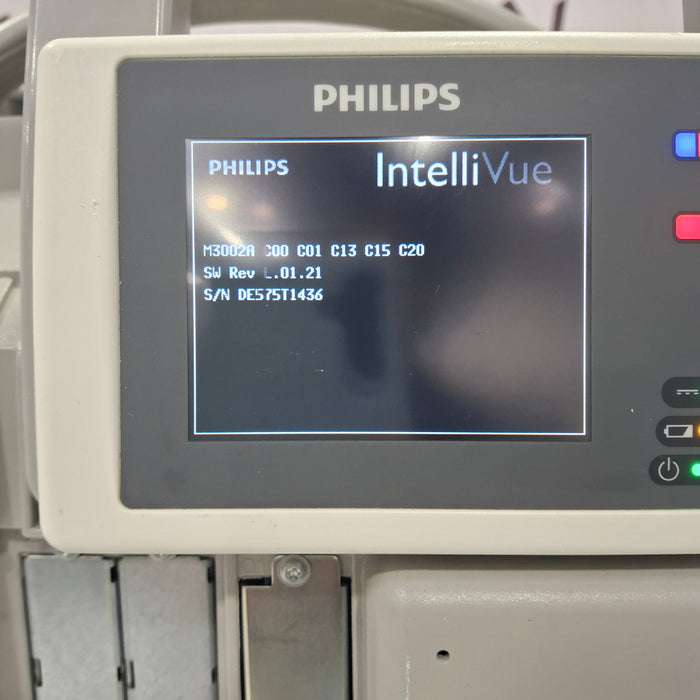 PHILIPS
PHILIPS IntelliVue
M3002A C00 C01 C13 C15 C20
SW Rev L.01.21
S/N DE575T1436